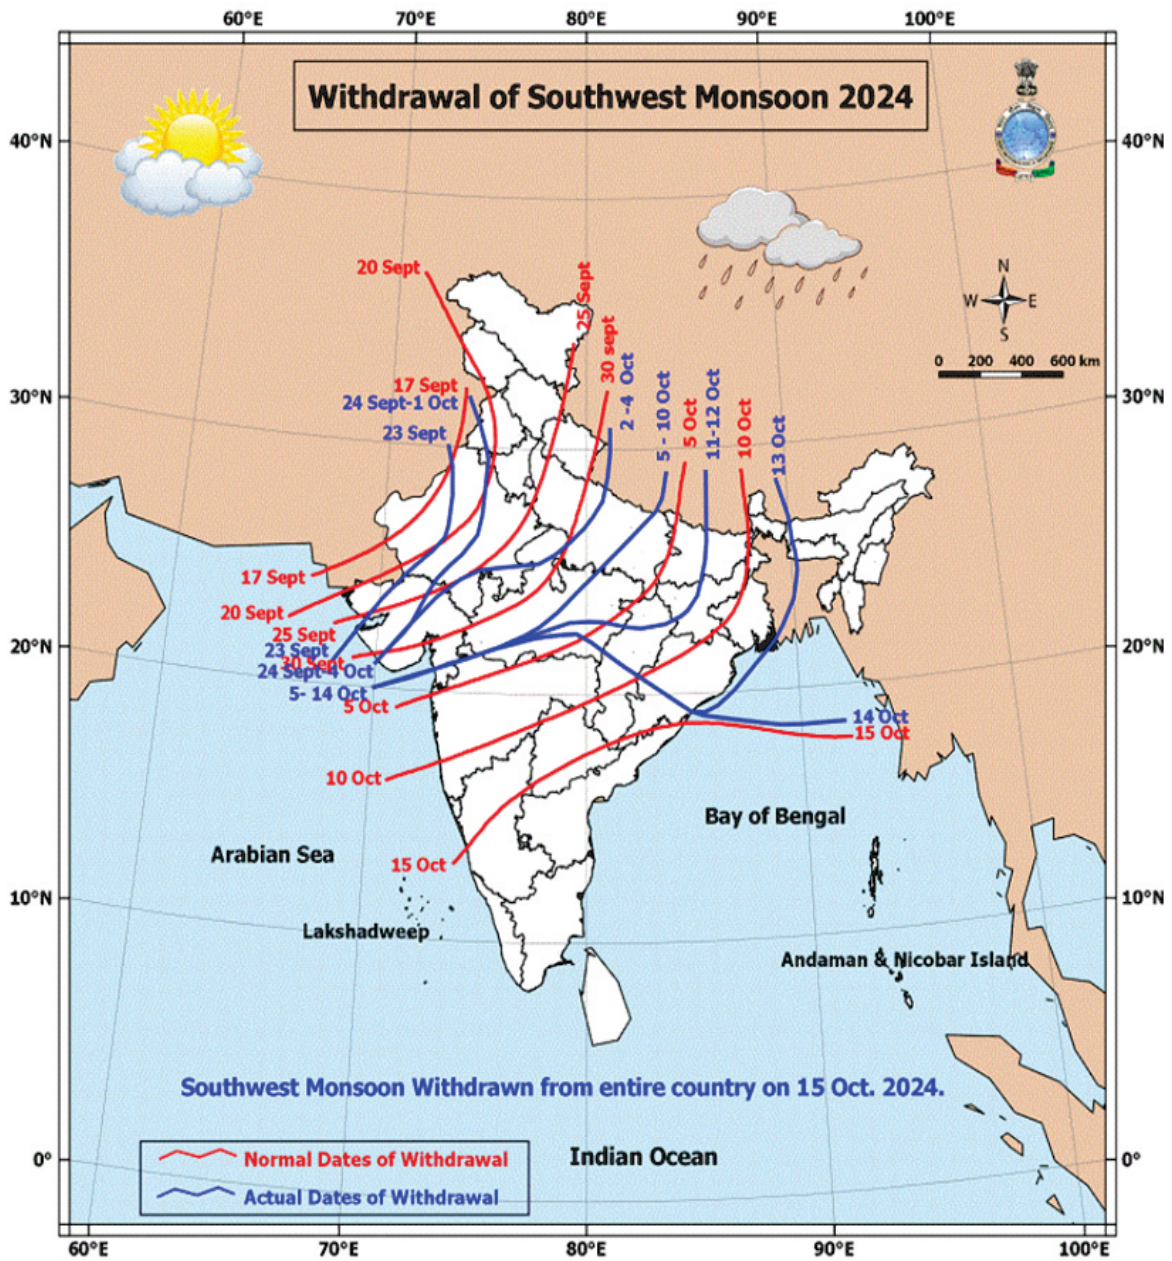 60°E 70°E 80°E 90°E 100°E
Withdrawal of Southwest Monsoon 2024
40°N 40°N
20 Sept
25 Sept
N
W E
S
30 sept
2 -4 Oct
0 200 400 600 km
17 Sept
30°N 30°N
24 Sept-1 Oct
23 Sept
5 - 10 Oct
5 Oct
11-12 Oct
10 Oct
13 Oct
17 Sept
20 Sept
25 Sept
20°N 20°N
23 Sept
30 Sept
24 Sept-4 Oct
5- 14 Oct
5 Oct
14 Oct
15 Oct
10 Oct
Bay of Bengal
Arabian Sea
15 Oct
10°N 10°N
Lakshadweep
Andaman & Nicobar Island
Southwest Monsoon Withdrawn from entire country on 15 Oct. 2024.
Indian Ocean
0° 0°
Normal Dates of Withdrawal
Actual Dates of Withdrawal
60°E 70°E 80°E 90°E 100°E